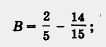 B = 2/5 − 14/15;